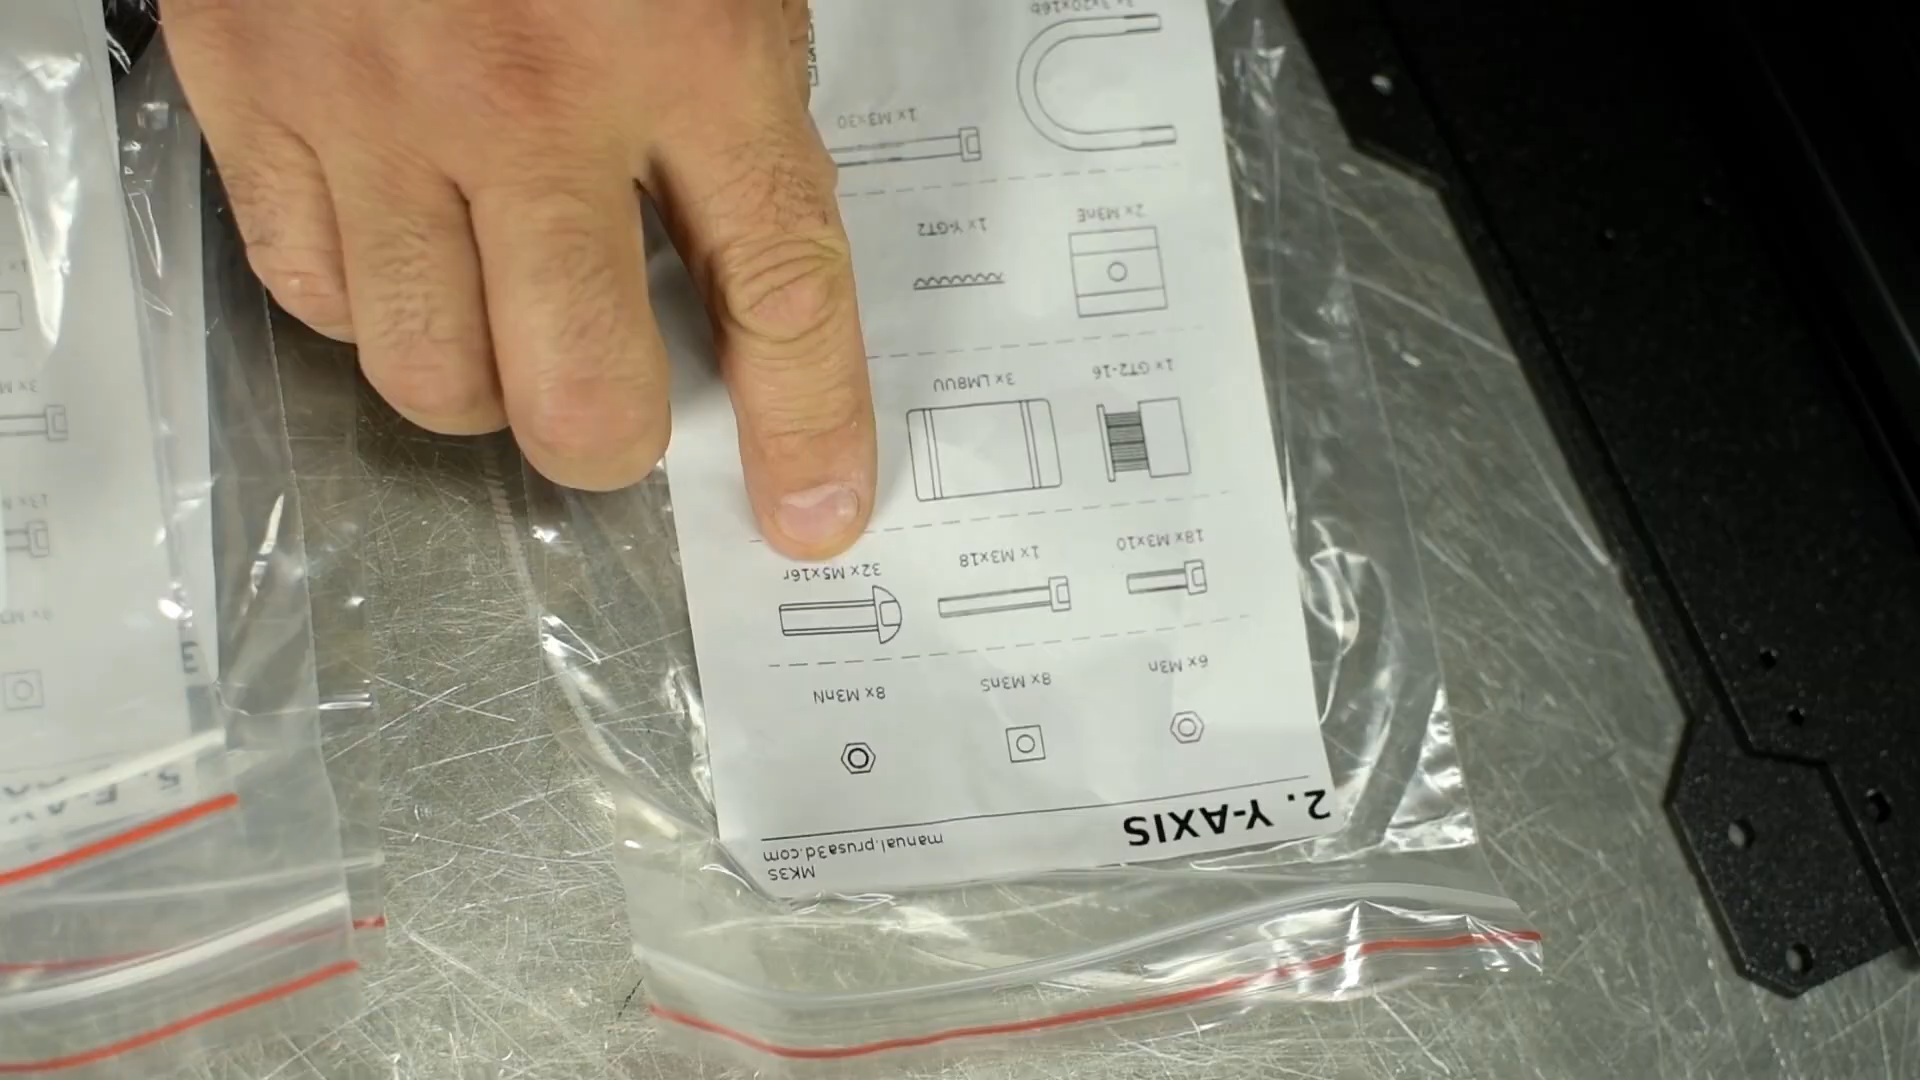 MK3S
2. Y-AXIS manual.prusa3d.com
6x M3n 8x M3nS 8x M3nN
18x M3x10 1x M3x18 32x M5x16r
1x GT2-16 3x LM8UU
2x M3nE 1x Y-GT2
3x20x16b 1x M3x30